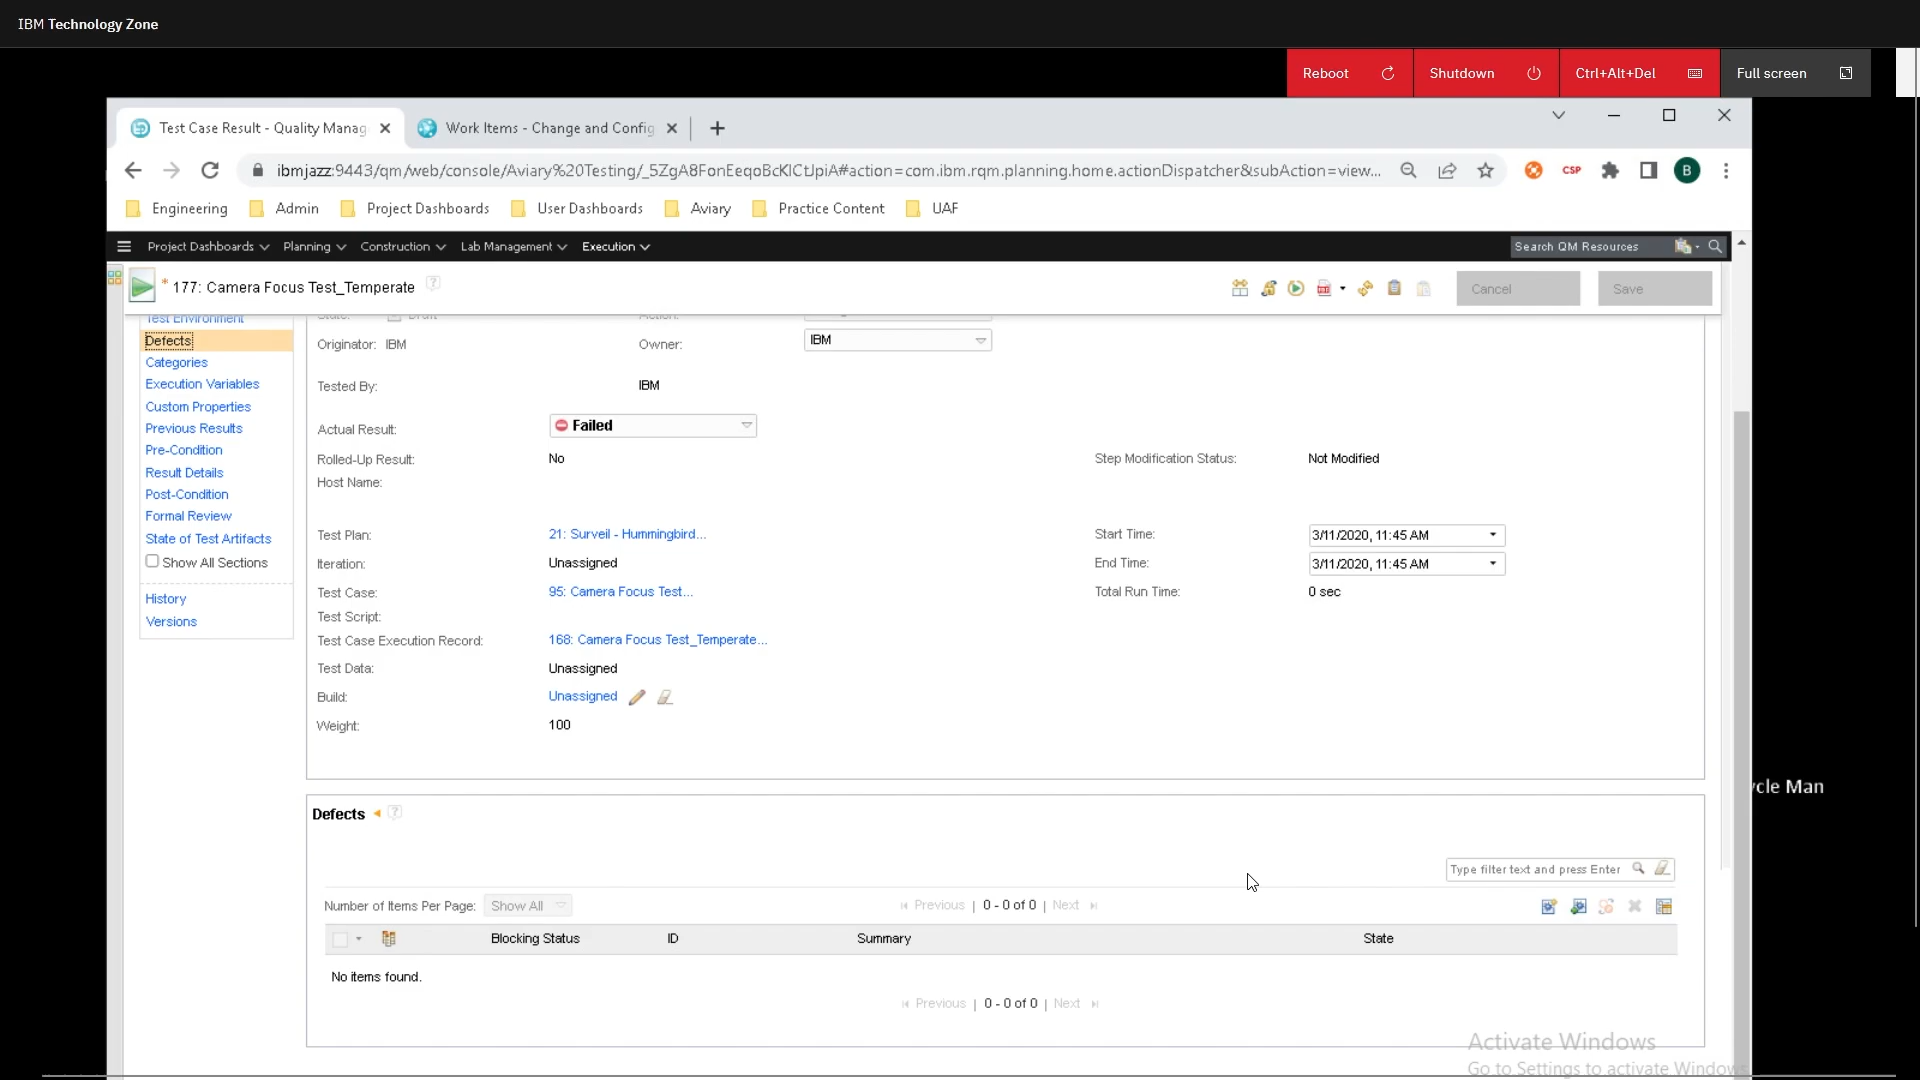 IBM Technology Zone
Reboot Shutdown Ctrl+Alt+Del Full screen
Test Case Result - Quality Manag Work Items - Change and Config
ibmjazz:9443/qm/web/console/Aviary%20Testing/_5ZgA8FonEeqoBcKlCtJpiA#action=com.ibm.rqm.planning.home.actionDispatcher&subAction=view... CSP B
Engineering Admin Project Dashboards User Dashboards Aviary Practice Content UAF
Project Dashboards Planning Construction Lab Management Execution Search QM Resources
* 177: Camera Focus Test_Temperate ? Cancel Save
Test Environment
Defects
Categories
Execution Variables
Custom Properties
Previous Results
Pre-Condition
Result Details
Post-Condition
Formal Review
State of Test Artifacts
Show All Sections
History
Versions
State: Draft Action:
Originator: IBM Owner: IBM
Tested By: IBM
Actual Result: Failed
Rolled-Up Result: No Step Modification Status: Not Modified
Host Name:
Test Plan: 21: Surveil - Hummingbird... Start Time: 3/11/2020, 11:45 AM
Iteration: Unassigned End Time: 3/11/2020, 11:45 AM
Test Case: 95: Camera Focus Test... Total Run Time: 0 sec
Test Script:
Test Case Execution Record: 168: Camera Focus Test_Temperate...
Test Data: Unassigned
Build: Unassigned
Weight: 100
ycle Man
Defects ?
Type filter text and press Enter
Number of Items Per Page: Show All Previous | 0 - 0 of 0 | Next
Blocking Status ID Summary State
No items found.
Previous | 0 - 0 of 0 | Next
Activate Windows
Go to Settings to activate Windows